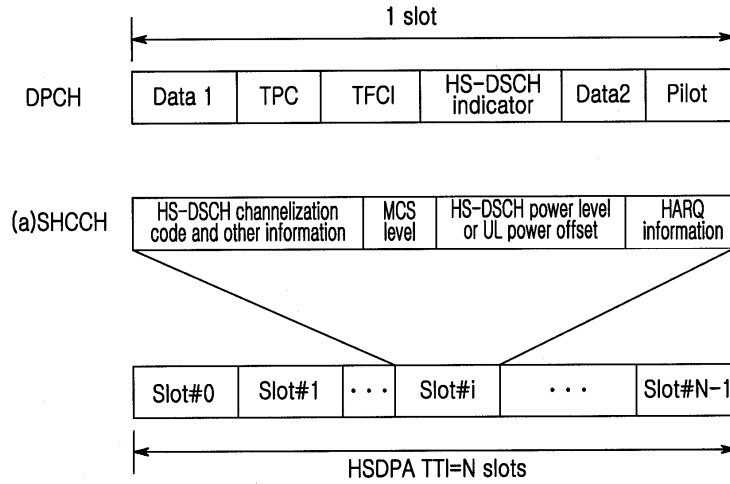 1 slot
DPCH
Data 1
TPC
TFCI
HS-DSCH
indicator
Data2
Pilot
(a)SHCCH
HS-DSCH channelization
code and other information
MCS
level
HS-DSCH power level
or UL power offset
HARQ
information
Slot#0
Slot#1
···
Slot#i
···
Slot#N-1
HSDPA TTI=N slots